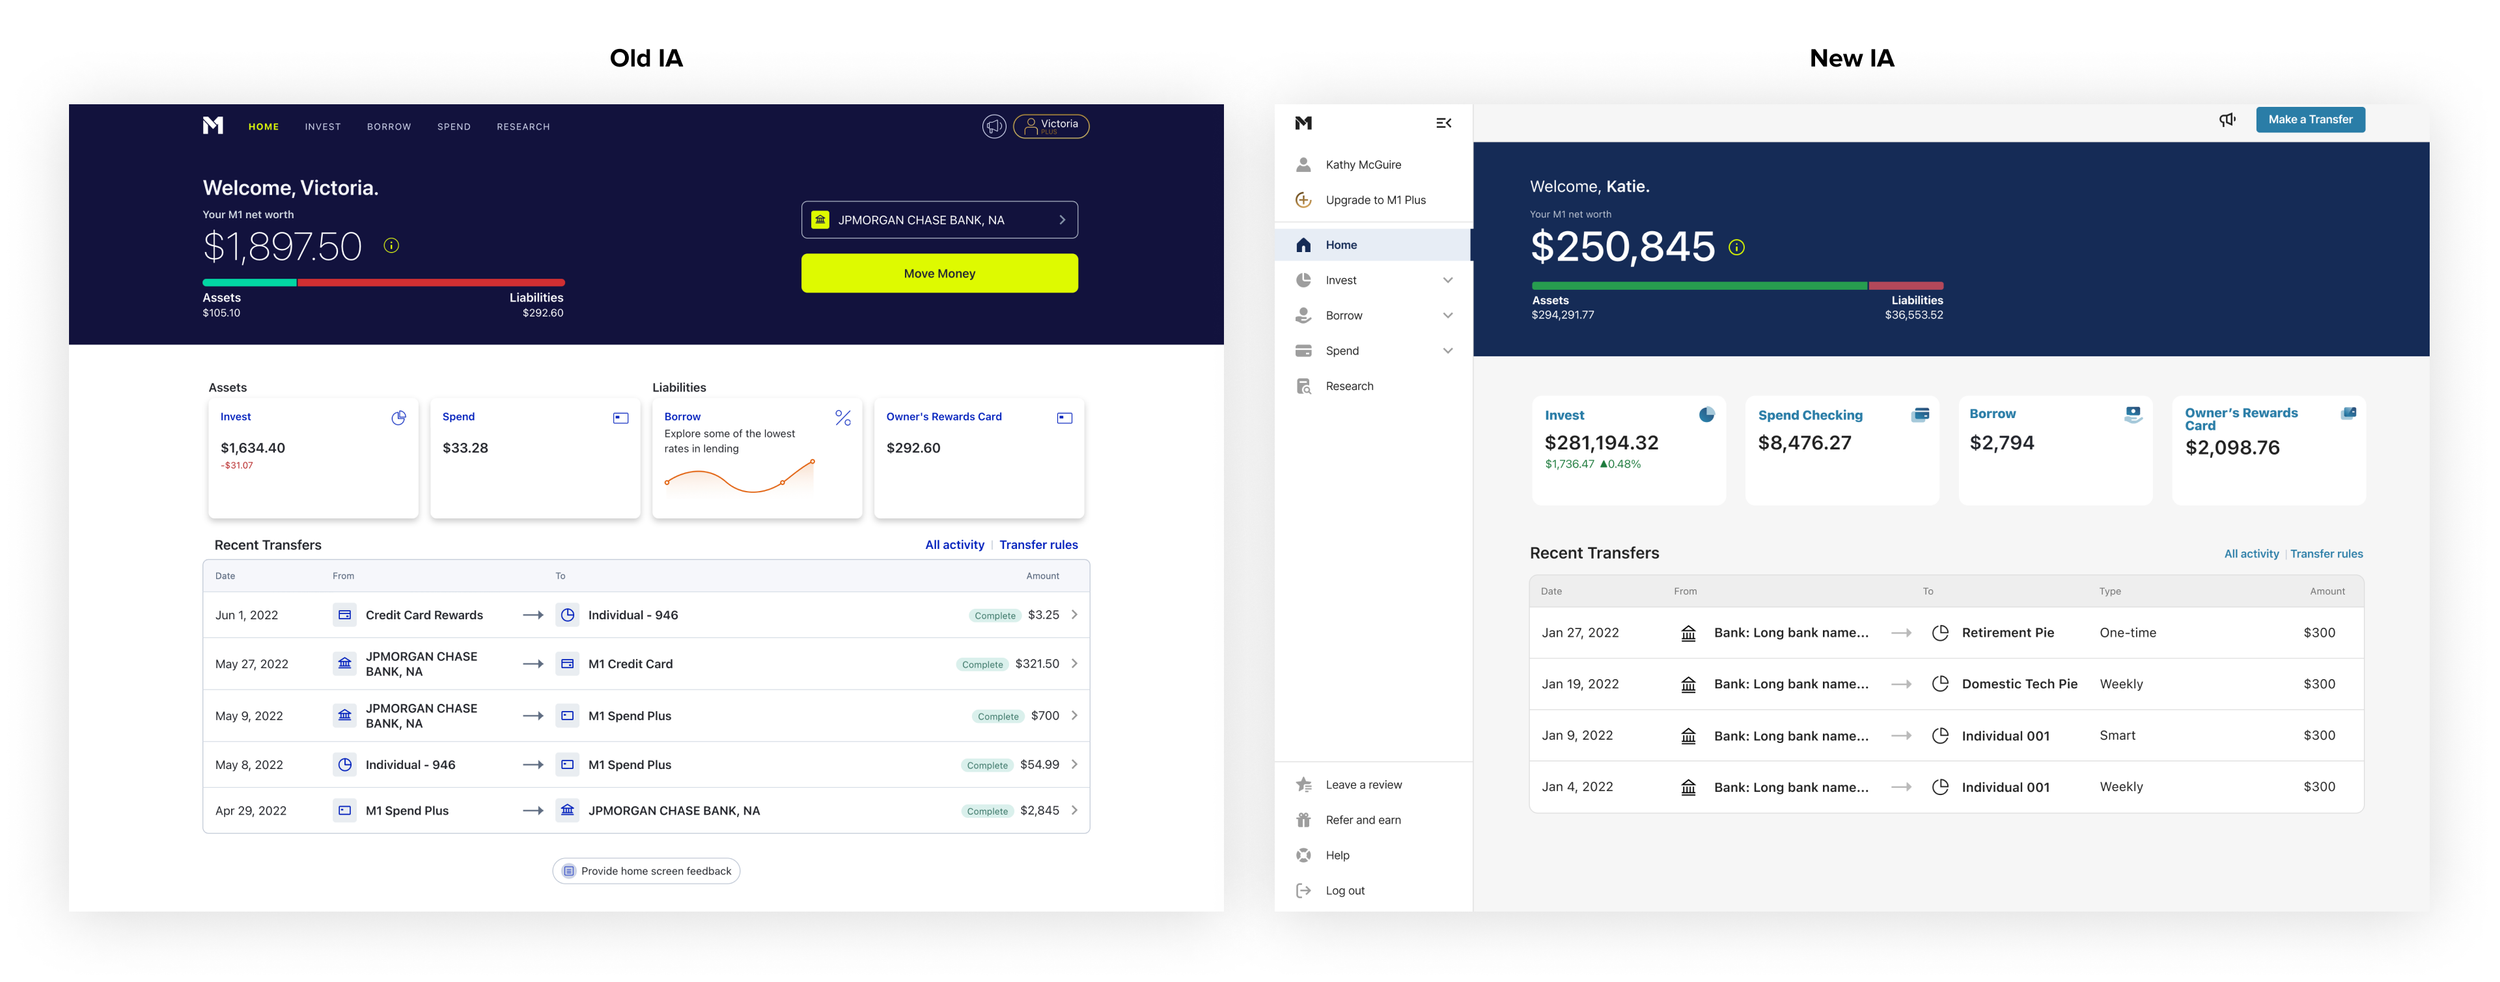 Old IA
HOME INVEST BORROW SPEND RESEARCH
Victoria
PLUS
Welcome, Victoria.
Your M1 net worth
$1,897.50
Assets Liabilities
$105.10 $292.60
JPMORGAN CHASE BANK, NA
Move Money
Assets Liabilities
Invest
$1,634.40
-$31.07
Spend
$33.28
Borrow
Explore some of the lowest
rates in lending
Owner's Rewards Card
$292.60
Recent Transfers All activity | Transfer rules
Date From To Amount
Jun 1, 2022 Credit Card Rewards Individual - 946 Complete $3.25
May 27, 2022 JPMORGAN CHASE
BANK, NA M1 Credit Card Complete $321.50
May 9, 2022 JPMORGAN CHASE
BANK, NA M1 Spend Plus Complete $700
May 8, 2022 Individual - 946 M1 Spend Plus Complete $54.99
Apr 29, 2022 M1 Spend Plus JPMORGAN CHASE BANK, NA Complete $2,845
Provide home screen feedback
New IA
Kathy McGuire
Upgrade to M1 Plus
Home
Invest
Borrow
Spend
Research
Leave a review
Refer and earn
Help
Log out
Make a Transfer
Welcome, Katie.
Your M1 net worth
$250,845
Assets Liabilities
$294,291.77 $36,553.52
Invest
$281,194.32
$1,736.47 ▲0.48%
Spend Checking
$8,476.27
Borrow
$2,794
Owner's Rewards
Card
$2,098.76
Recent Transfers All activity | Transfer rules
Date From To Type Amount
Jan 27, 2022 Bank: Long bank name... Retirement Pie One-time $300
Jan 19, 2022 Bank: Long bank name... Domestic Tech Pie Weekly $300
Jan 9, 2022 Bank: Long bank name... Individual 001 Smart $300
Jan 4, 2022 Bank: Long bank name... Individual 001 Weekly $300